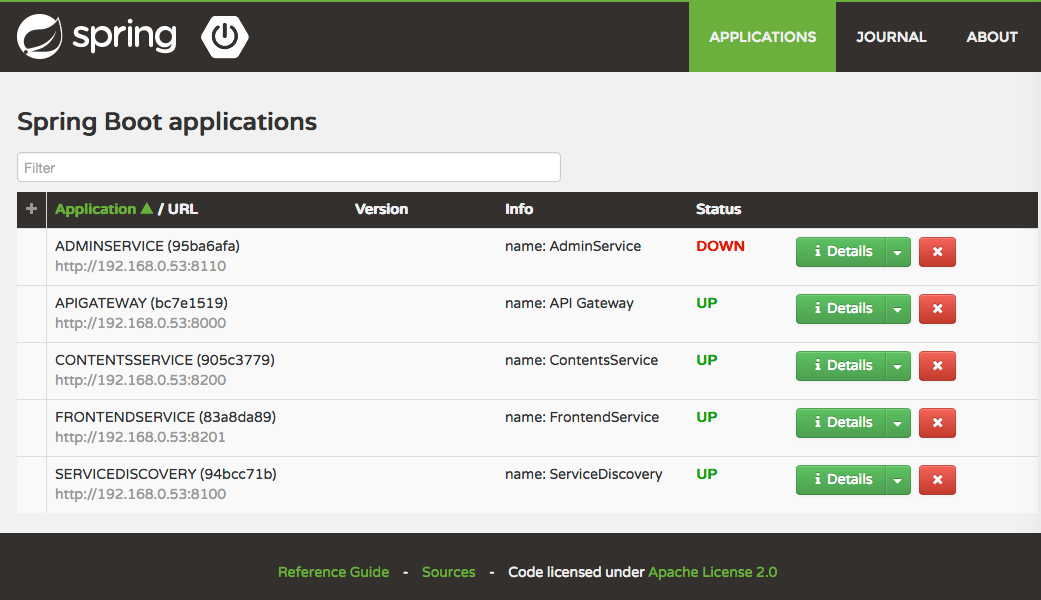 spring
APPLICATIONS JOURNAL ABOUT
Spring Boot applications
Filter
Application / URL Version Info Status
ADMINSERVICE (95ba6afa) name: AdminService DOWN Details
http://192.168.0.53:8110
APIGATEWAY (bc7e1519) name: API Gateway UP Details
http://192.168.0.53:8000
CONTENTSSERVICE (905c3779) name: ContentsService UP Details
http://192.168.0.53:8200
FRONTENDSERVICE (83a8da89) name: FrontendService UP Details
http://192.168.0.53:8201
SERVICEDISCOVERY (94bcc71b) name: ServiceDiscovery UP Details
http://192.168.0.53:8100
Reference Guide - Sources - Code licensed under Apache License 2.0